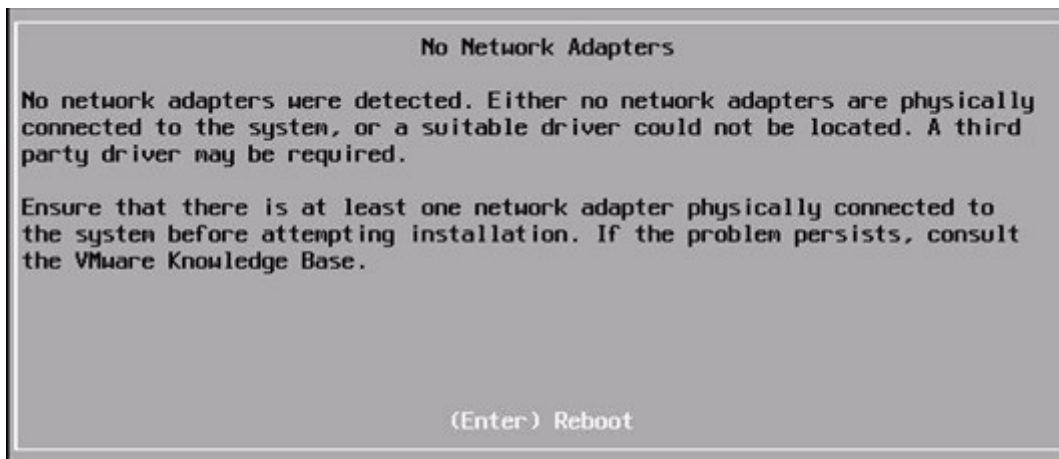 No Network Adapters
No network adapters were detected. Either no network adapters are physically
connected to the system, or a suitable driver could not be located. A third
party driver may be required.
Ensure that there is at least one network adapter physically connected to
the system before attempting installation. If the problem persists, consult
the VMware Knowledge Base.
(Enter) Reboot